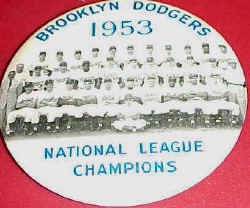 BROOKLYN DODGERS
1953
NATIONAL LEAGUE
CHAMPIONS